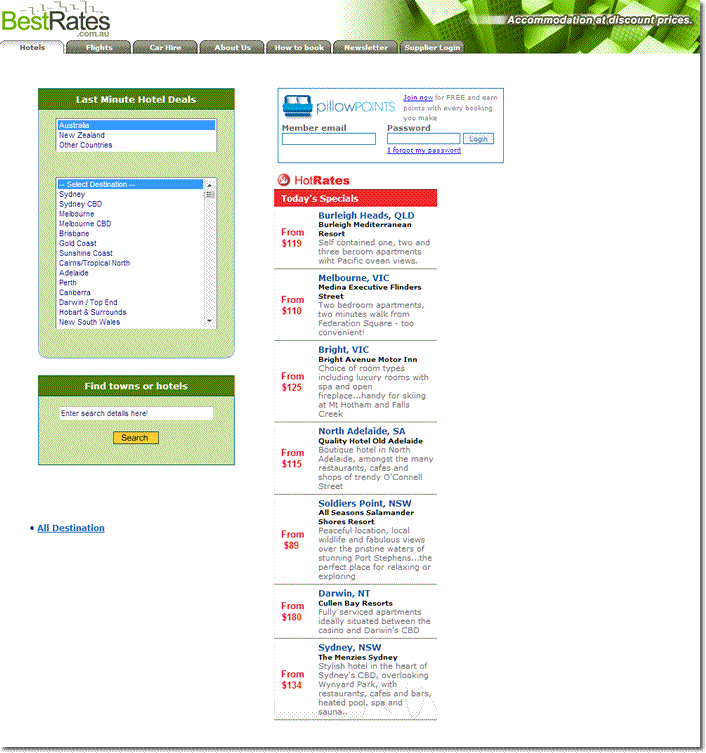 BestRates
.com.au
Accommodation at discount prices.
Hotels
Flights
Car Hire
About Us
How to book
Newsletter
Supplier Login
Last Minute Hotel Deals
Australia
New Zealand
Other Countries
-- Select Destination --
Sydney
Sydney CBD
Melbourne
Melbourne CBD
Brisbane
Gold Coast
Sunshine Coast
Cairns/Tropical North
Adelaide
Perth
Canberra
Darwin / Top End
Hobart & Surrounds
New South Wales
Find towns or hotels
Enter search details here!
Search
• All Destination
pillowPOINTS
Join now for FREE and earn
points with every booking
you make
Member email
Password
Login
I forgot my password
HotRates
Today's Specials
From
$119
Burleigh Heads, QLD
Burleigh Mediterranean
Resort
Self contained one, two and
three beroom apartments
wiht Pacific ovean views.
From
$110
Melbourne, VIC
Medina Executive Flinders
Street
Two bedroom apartments,
two minutes walk from
Federation Square - too
convenient!
From
$125
Bright, VIC
Bright Avenue Motor Inn
Choice of room types
including luxury rooms with
spa and open
fireplace...handy for skiing
at Mt Hotham and Falls
Creek
From
$115
North Adelaide, SA
Quality Hotel Old Adelaide
Boutique hotel in North
Adelaide, amongst the many
restaurants, cafes and
shops of trendy O'Connell
Street
From
$89
Soldiers Point, NSW
All Seasons Salamander
Shores Resort
Peaceful location, local
wildlife and fabulous views
over the pristine waters of
stunning Port Stephens...the
perfect place for relaxing or
exploring
From
$180
Darwin, NT
Cullen Bay Resorts
Fully serviced apartments
ideally situated between the
casino and Darwin's CBD
From
$134
Sydney, NSW
The Menzies Sydney
Stylish hotel in the heart of
Sydney's CBD, overlooking
Wynyard Park, with
restaurants, cafes and bars,
heated pool, spa and
sauna..